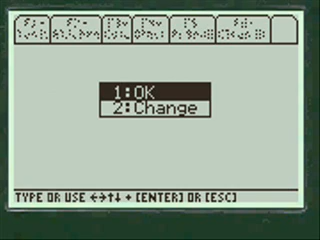 1:OK
2:Change
TYPE OR USE ←→↑↓ + [ENTER] OR [ESC]